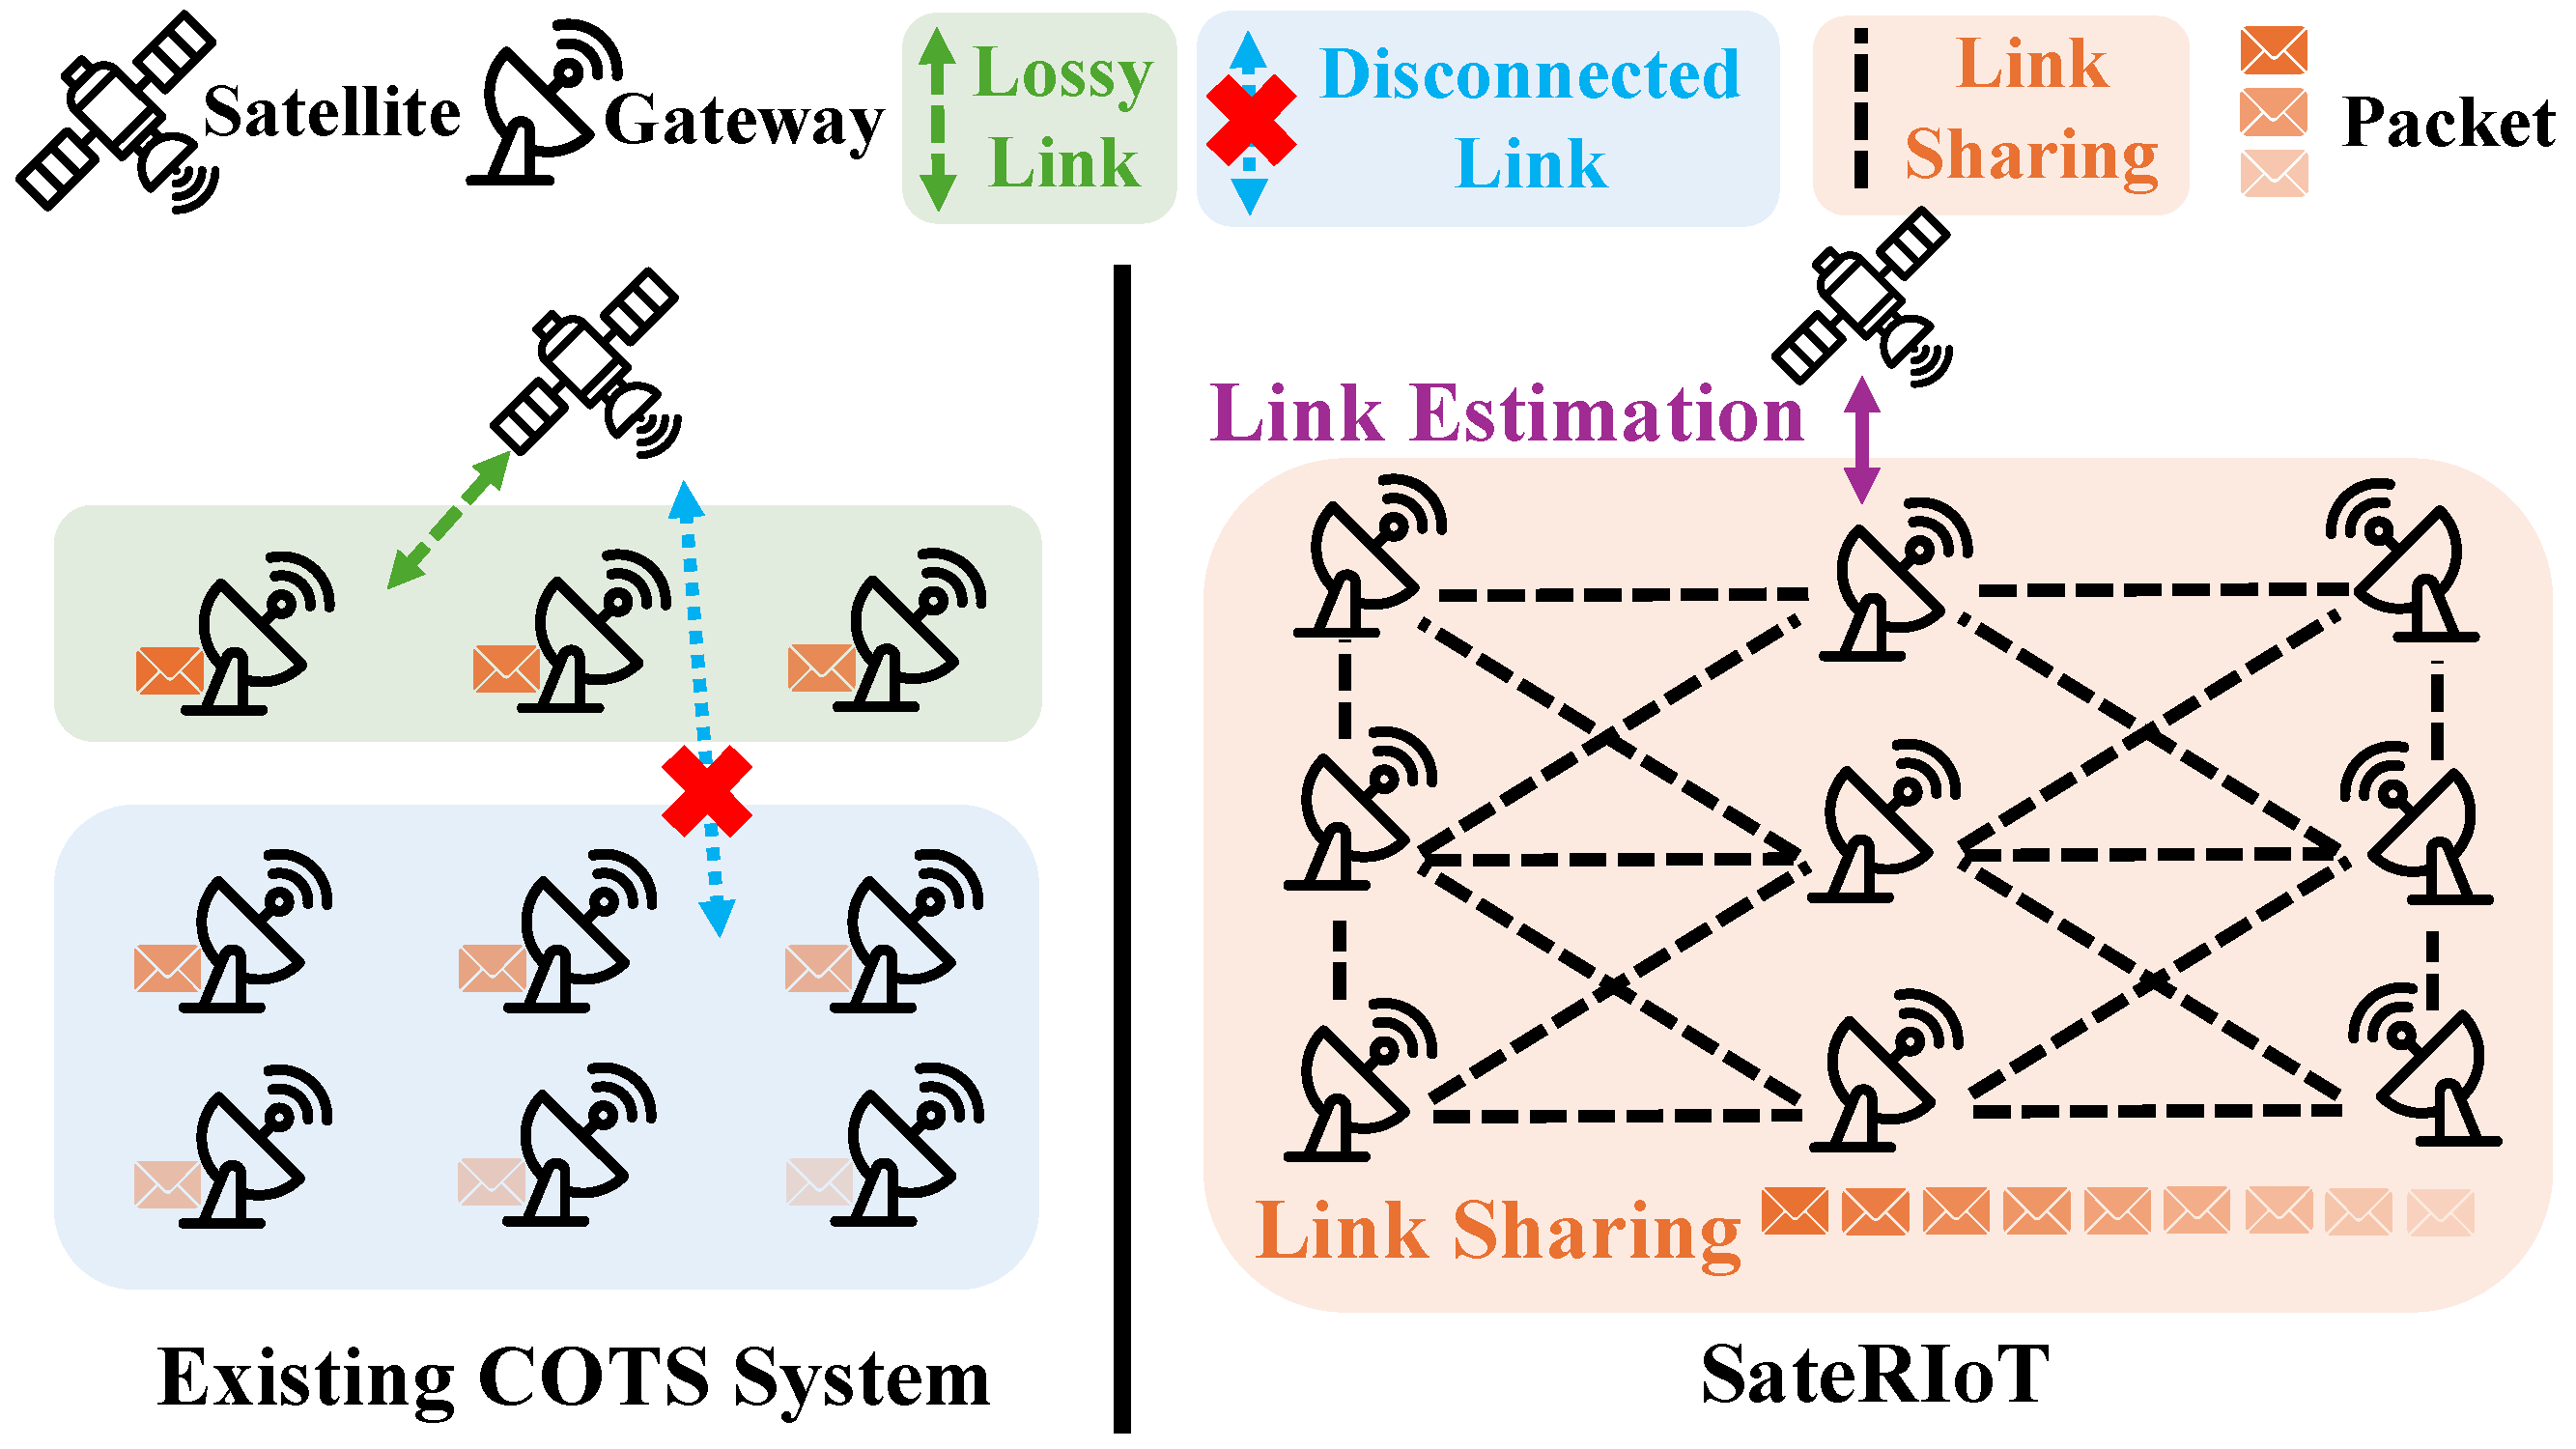 Satellite
Gateway
Lossy
Link
Disconnected
Link
Link
Sharing
Packet
Link Estimation
Link Sharing
Existing COTS System
SateRIoT